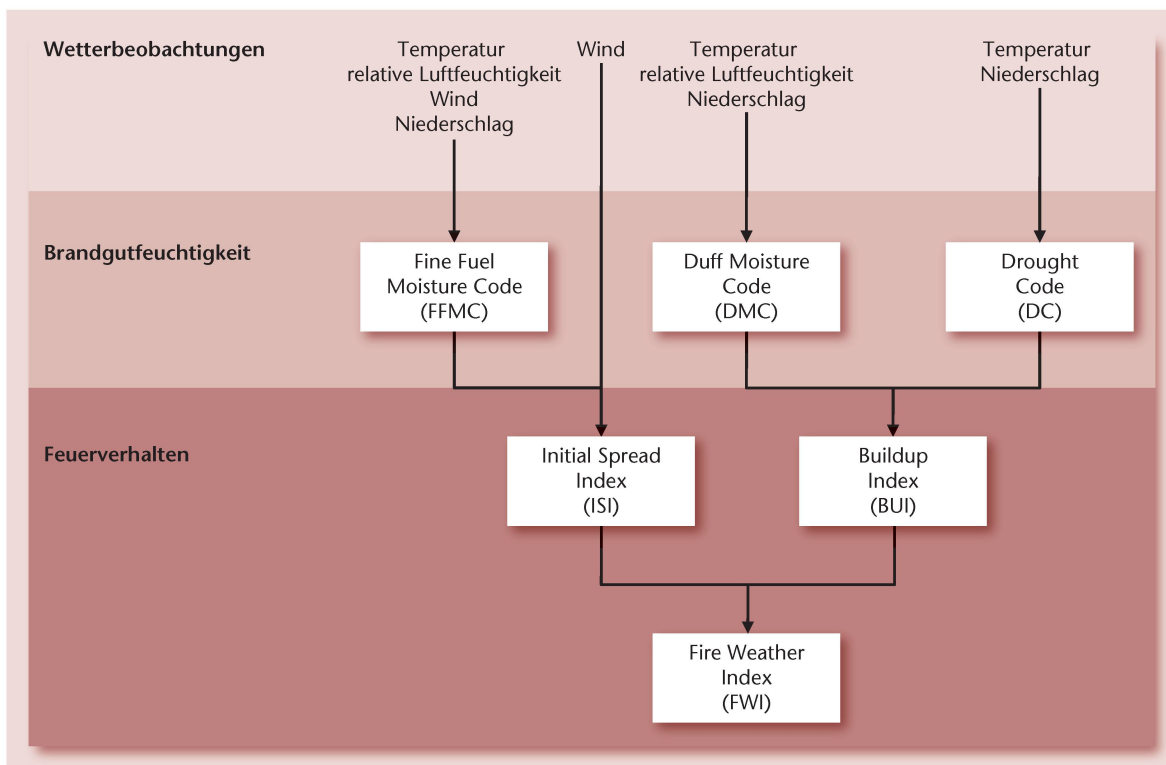 Wetterbeobachtungen
Temperatur
relative Luftfeuchtigkeit
Wind
Niederschlag
Wind
Temperatur
relative Luftfeuchtigkeit
Niederschlag
Temperatur
Niederschlag
Brandgutfeuchtigkeit
Fine Fuel
Moisture Code
(FFMC)
Duff Moisture
Code
(DMC)
Drought
Code
(DC)
Feuerverhalten
Initial Spread
Index
(ISI)
Buildup
Index
(BUI)
Fire Weather
Index
(FWI)